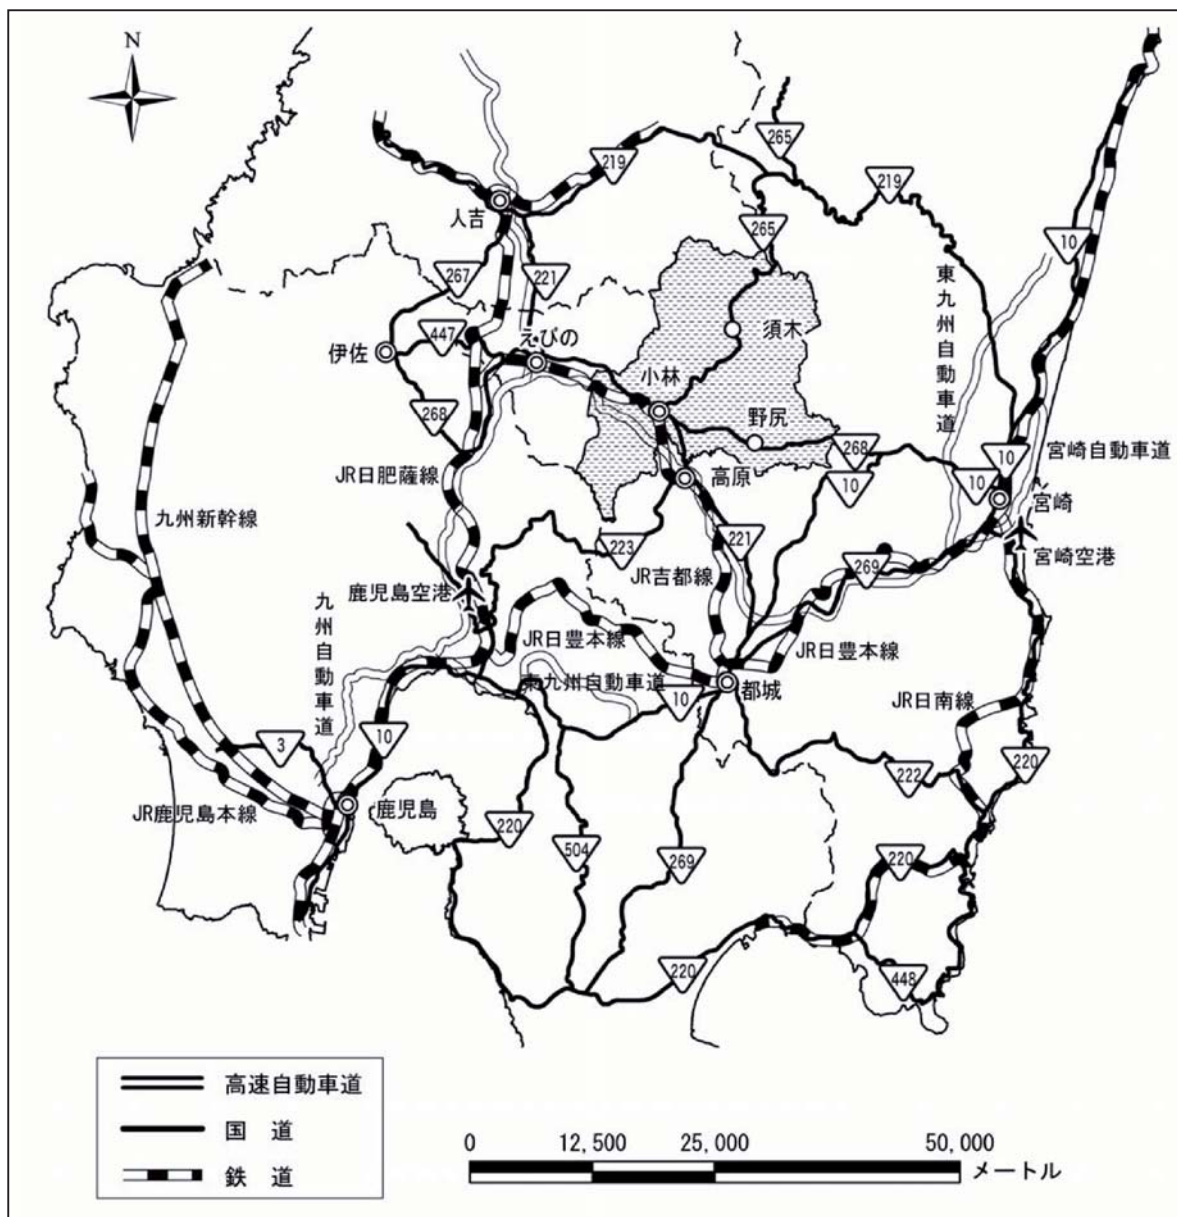 N
265
219
219
人吉
265
10
267
221
東九州自動車道
えびの
須木
447
伊佐
小林
野尻
268
268
宮崎自動車道
10
JR日肥薩線
高原
10
10
宮崎
九州新幹線
221
223
宮崎空港
JR吉都線
269
鹿児島空港
九州自動車道
JR日豊本線
JR日豊本線
東九州自動車道
都城
10
JR日南線
3
10
222
220
JR鹿児島本線
鹿児島
220
504
269
220
220
448
高速自動車道
国 道
鉄 道
0 12,500 25,000 50,000
メートル